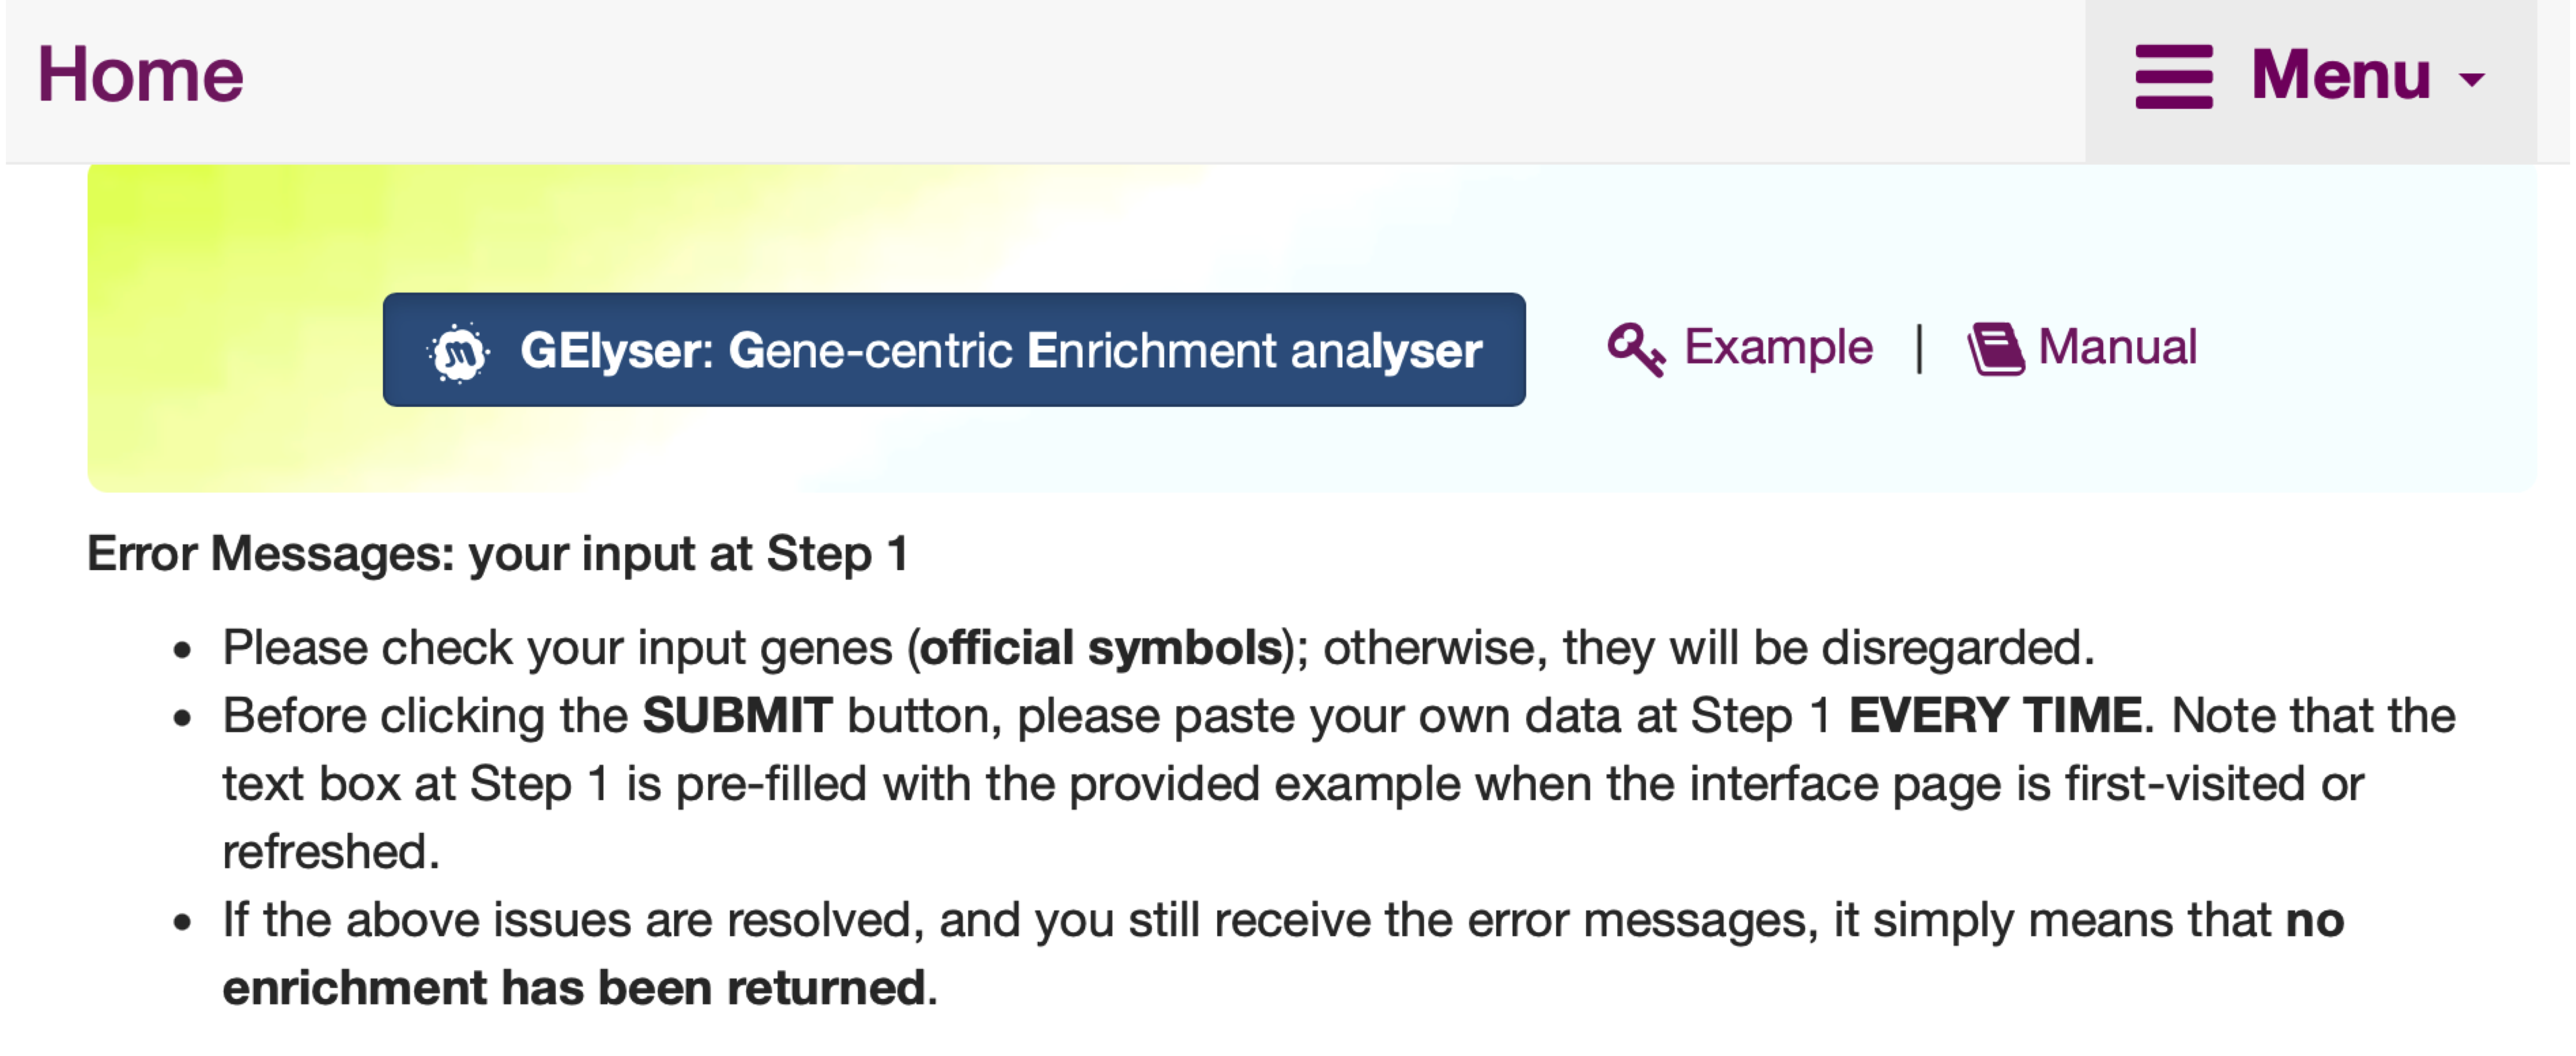 Home
Menu
GElyser: Gene-centric Enrichment analyser
Example | Manual
Error Messages: your input at Step 1
• Please check your input genes (official symbols); otherwise, they will be disregarded.
• Before clicking the SUBMIT button, please paste your own data at Step 1 EVERY TIME. Note that the
text box at Step 1 is pre-filled with the provided example when the interface page is first-visited or
refreshed.
• If the above issues are resolved, and you still receive the error messages, it simply means that no
enrichment has been returned.